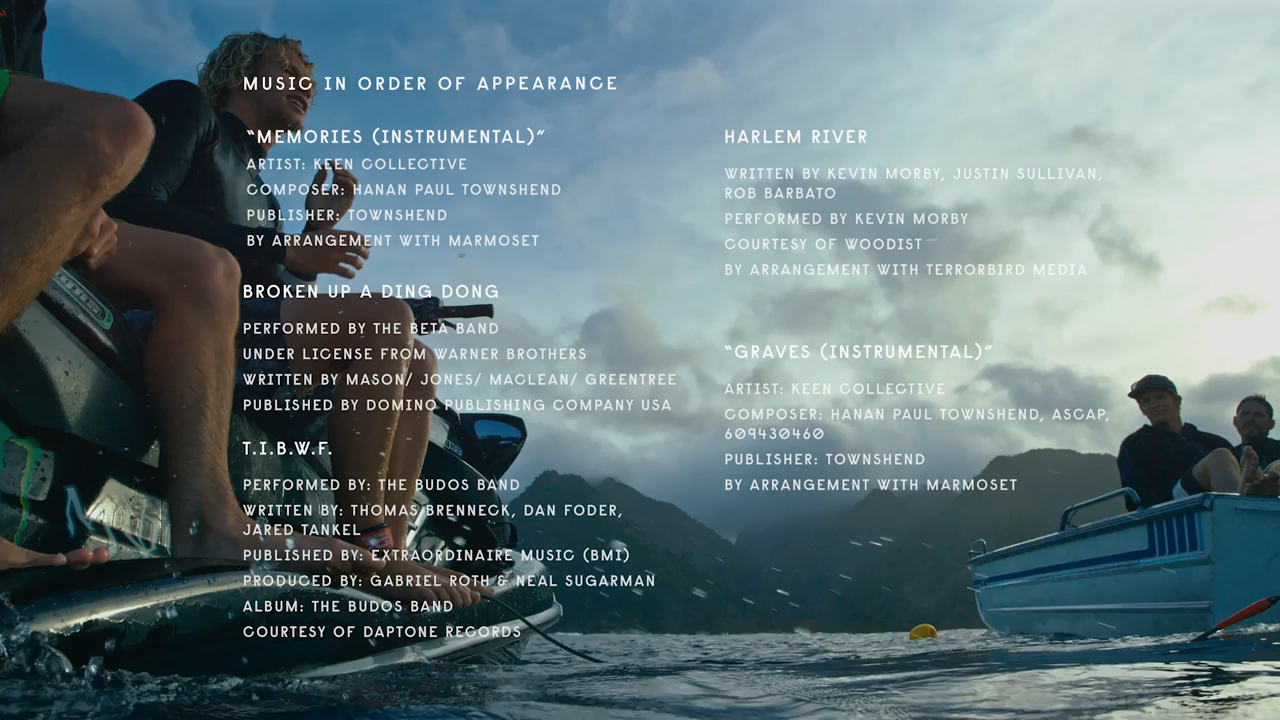 MUSIC IN ORDER OF APPEARANCE
"MEMORIES (INSTRUMENTAL)"
ARTIST: KEEN COLLECTIVE
COMPOSER: HANAN PAUL TOWNSHEND
PUBLISHER: TOWNSHEND
BY ARRANGEMENT WITH MARMOSET
BROKEN UP A DING DONG
PERFORMED BY THE BETA BAND
UNDER LICENSE FROM WARNER BROTHERS
WRITTEN BY MASON/ JONES/ MACLEAN/ GREENTREE
PUBLISHED BY DOMINO PUBLISHING COMPANY USA
T.I.B.W.F.
PERFORMED BY: THE BUDOS BAND
WRITTEN BY: THOMAS BRENNECK, DAN FODER,
JARED TANKEL
PUBLISHED BY: EXTRAORDINAIRE MUSIC (BMI)
PRODUCED BY: GABRIEL ROTH & NEAL SUGARMAN
ALBUM: THE BUDOS BAND
COURTESY OF DAPTONE RECORDS
HARLEM RIVER
WRITTEN BY KEVIN MORBY, JUSTIN SULLIVAN,
ROB BARBATO
PERFORMED BY KEVIN MORBY
COURTESY OF WOODIST
BY ARRANGEMENT WITH TERRORBIRD MEDIA
"GRAVES (INSTRUMENTAL)"
ARTIST: KEEN COLLECTIVE
COMPOSER: HANAN PAUL TOWNSHEND, ASCAP,
609430460
PUBLISHER: TOWNSHEND
BY ARRANGEMENT WITH MARMOSET